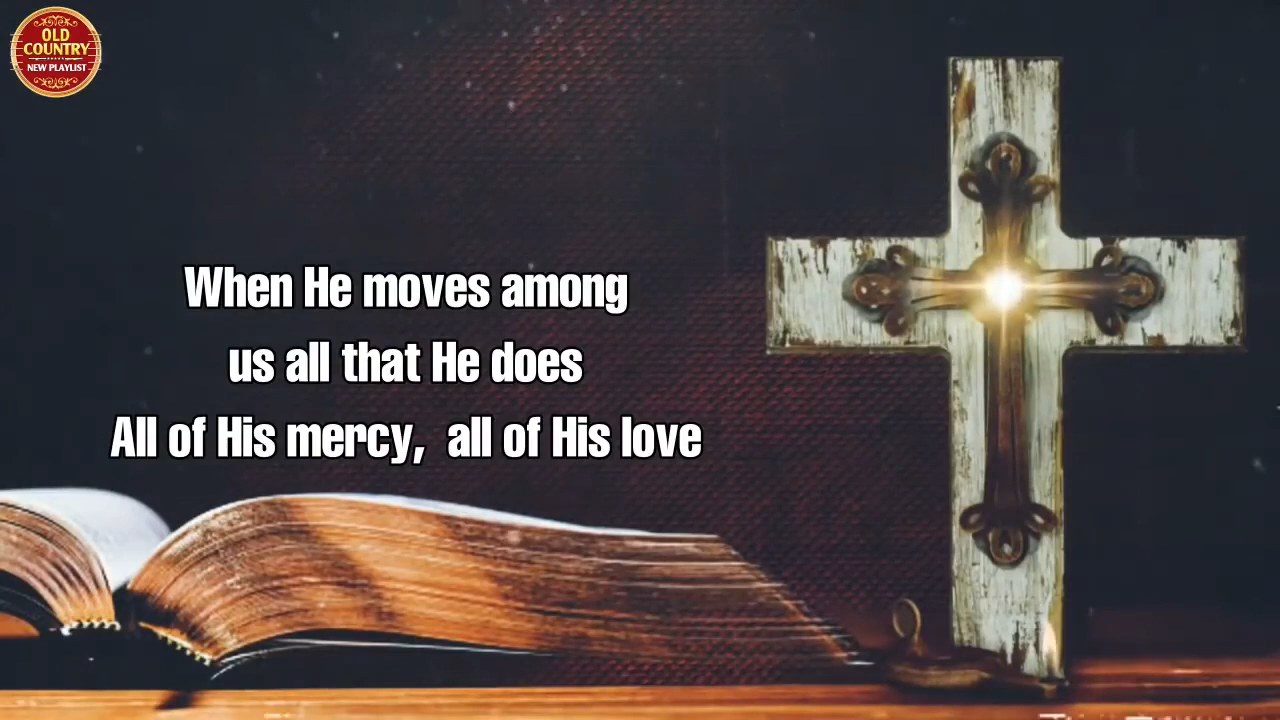 OLD
COUNTRY
NEW PLAYLIST
When He moves among
us all that He does
All of His mercy, all of His love